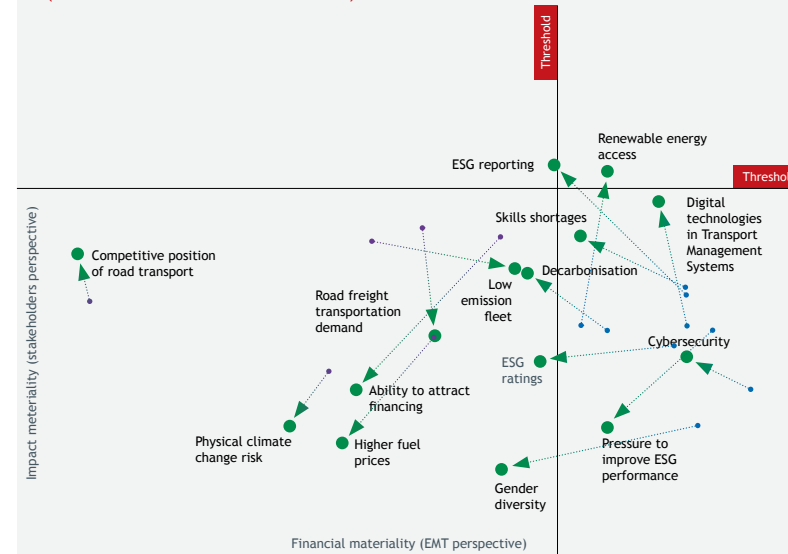 Threshold
Renewable energy
access
ESG reporting
Threshold
Digital
technologies
in Transport
Management
Systems
Skills shortages
Competitive position
of road transport
Decarbonisation
Low
emission
fleet
Road freight
transportation
demand
Cybersecurity
ESG
ratings
Ability to attract
financing
Physical climate
change risk
Higher fuel
prices
Pressure to
improve ESG
performance
Gender
diversity
Impact meteriality (stakeholders perspective)
Financial materiality (EMT perspective)